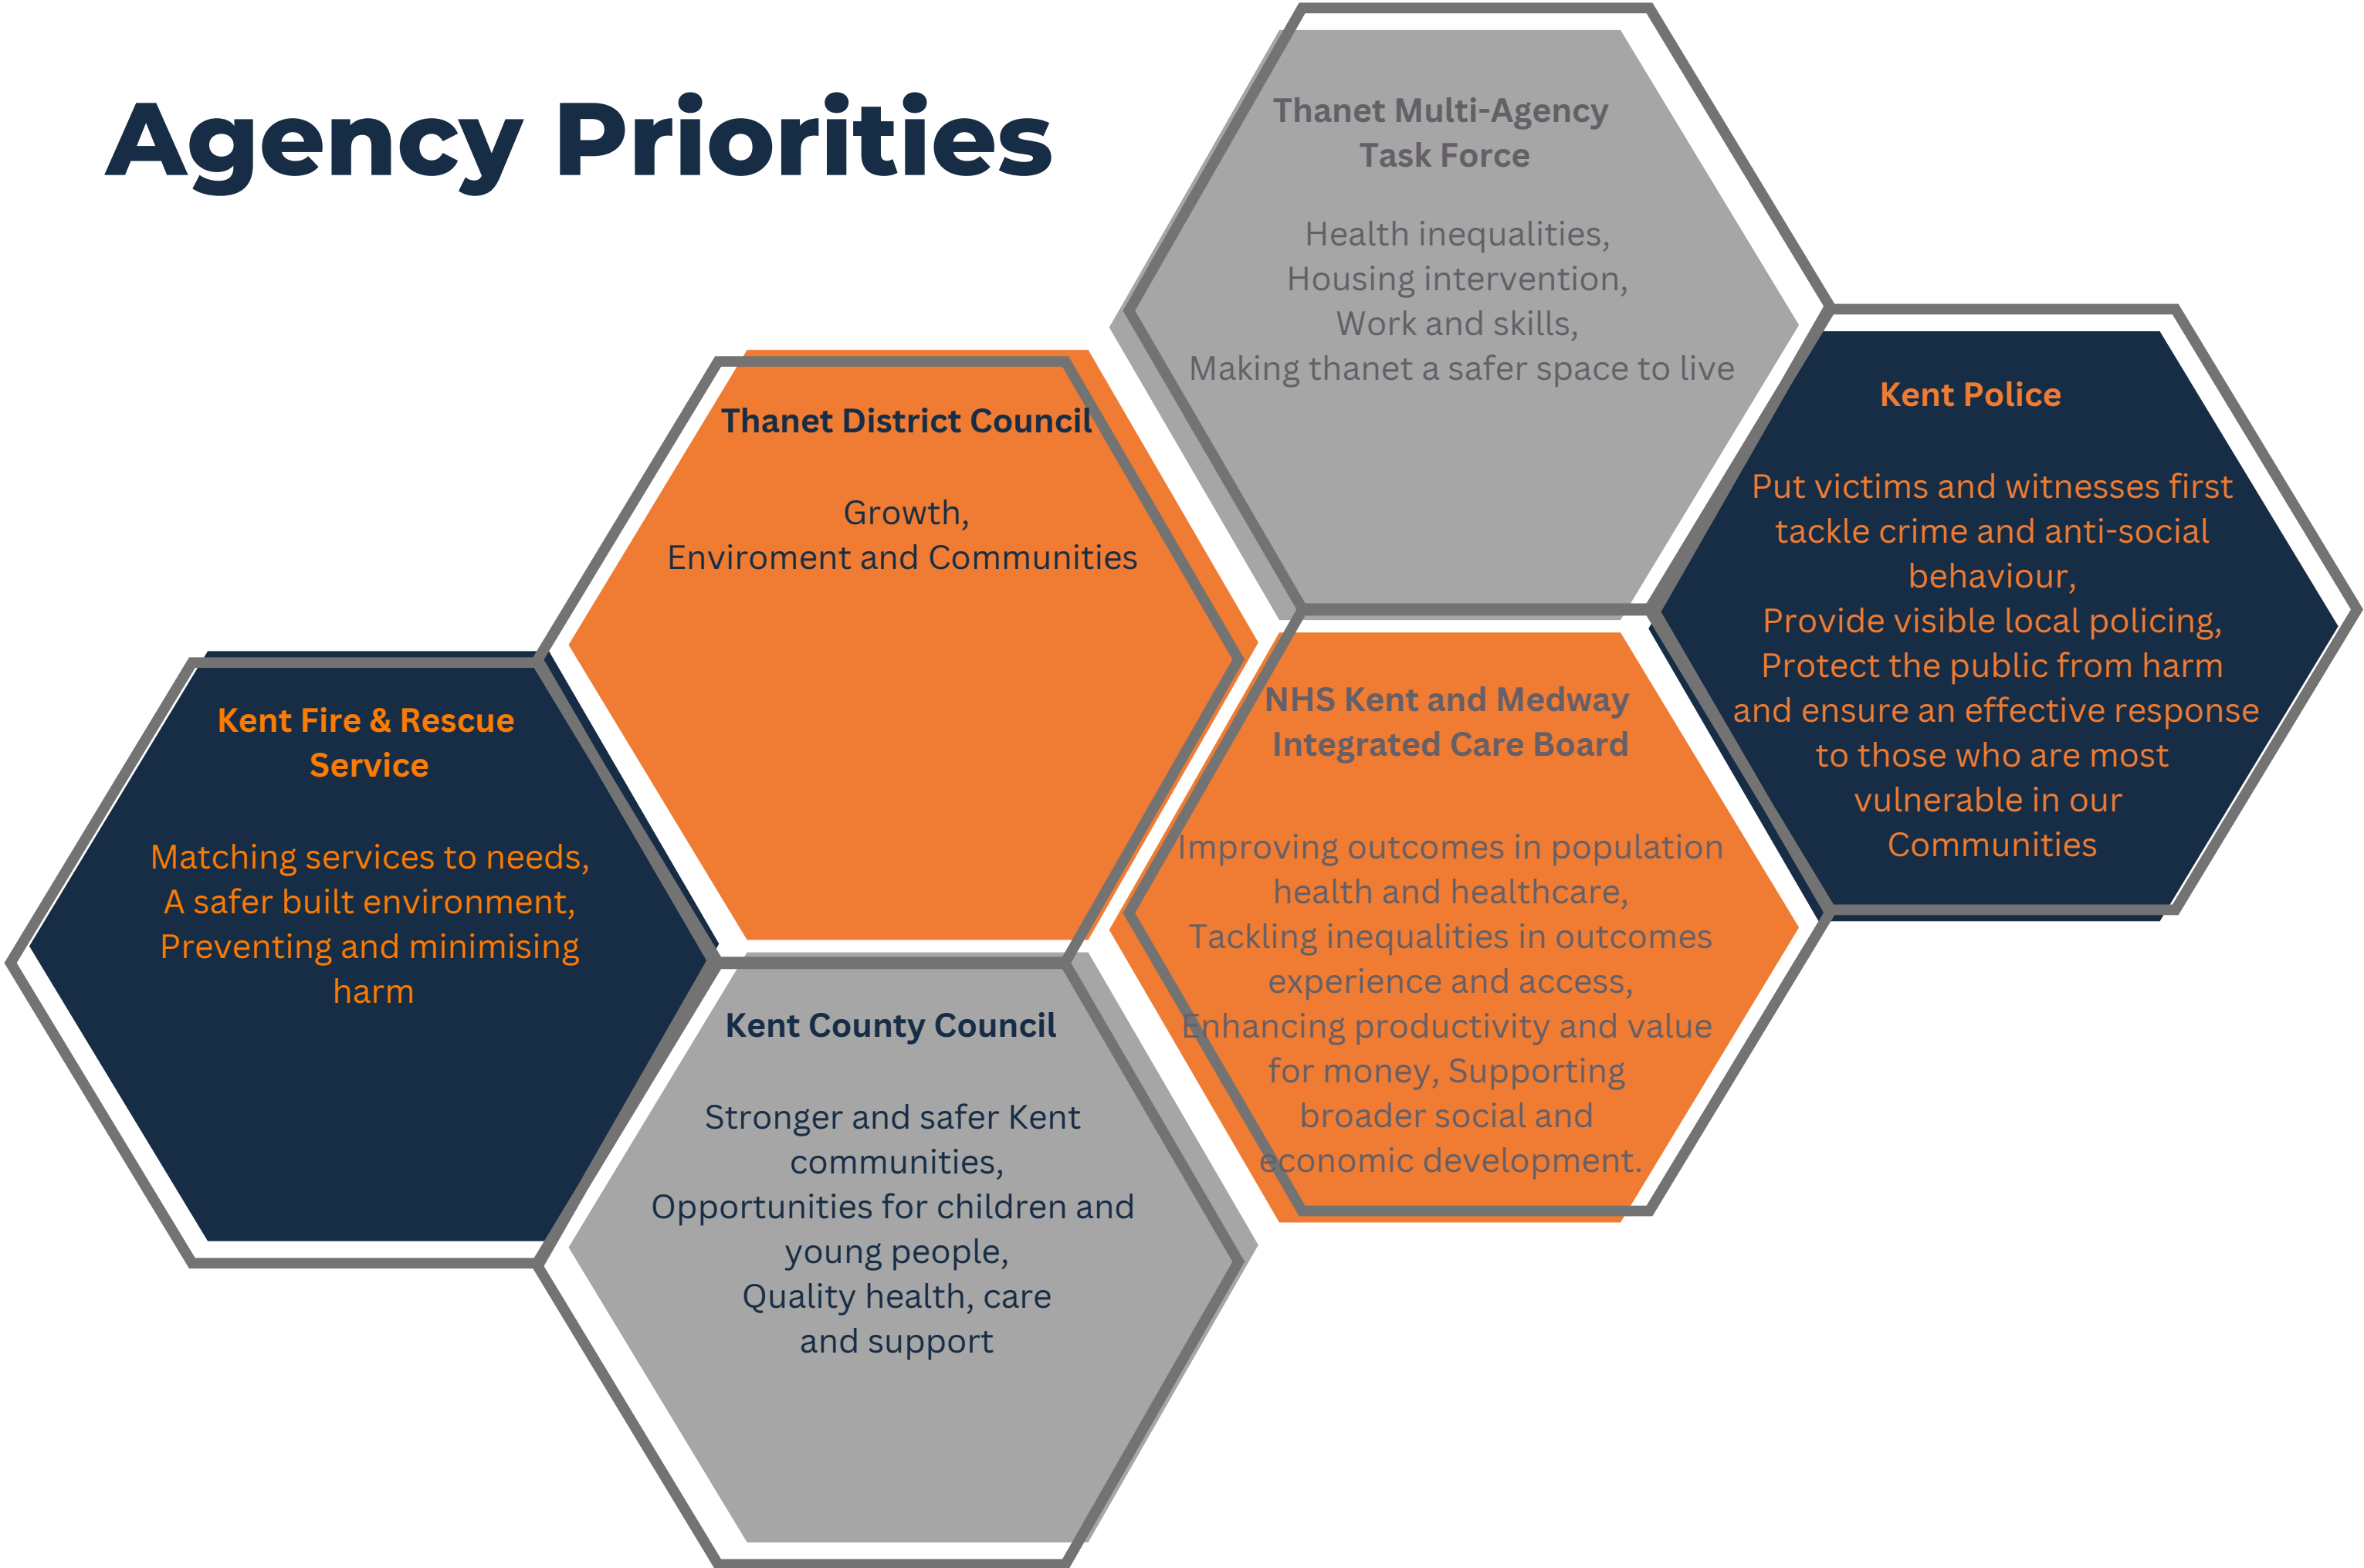 Agency Priorities
Thanet Multi-Agency
Task Force
Health inequalities,
Housing intervention,
Work and skills,
Making thanet a safer space to live
Kent Police
Put victims and witnesses first
tackle crime and anti-social
behaviour,
Provide visible local policing,
Protect the public from harm
and ensure an effective response
to those who are most
vulnerable in our
Communities
Thanet District Council
Growth,
Enviroment and Communities
NHS Kent and Medway
Integrated Care Board
Improving outcomes in population
health and healthcare,
Tackling inequalities in outcomes
experience and access,
Enhancing productivity and value
for money, Supporting
broader social and
economic development.
Kent Fire & Rescue
Service
Matching services to needs,
A safer built environment,
Preventing and minimising
harm
Kent County Council
Stronger and safer Kent
communities,
Opportunities for children and
young people,
Quality health, care
and support